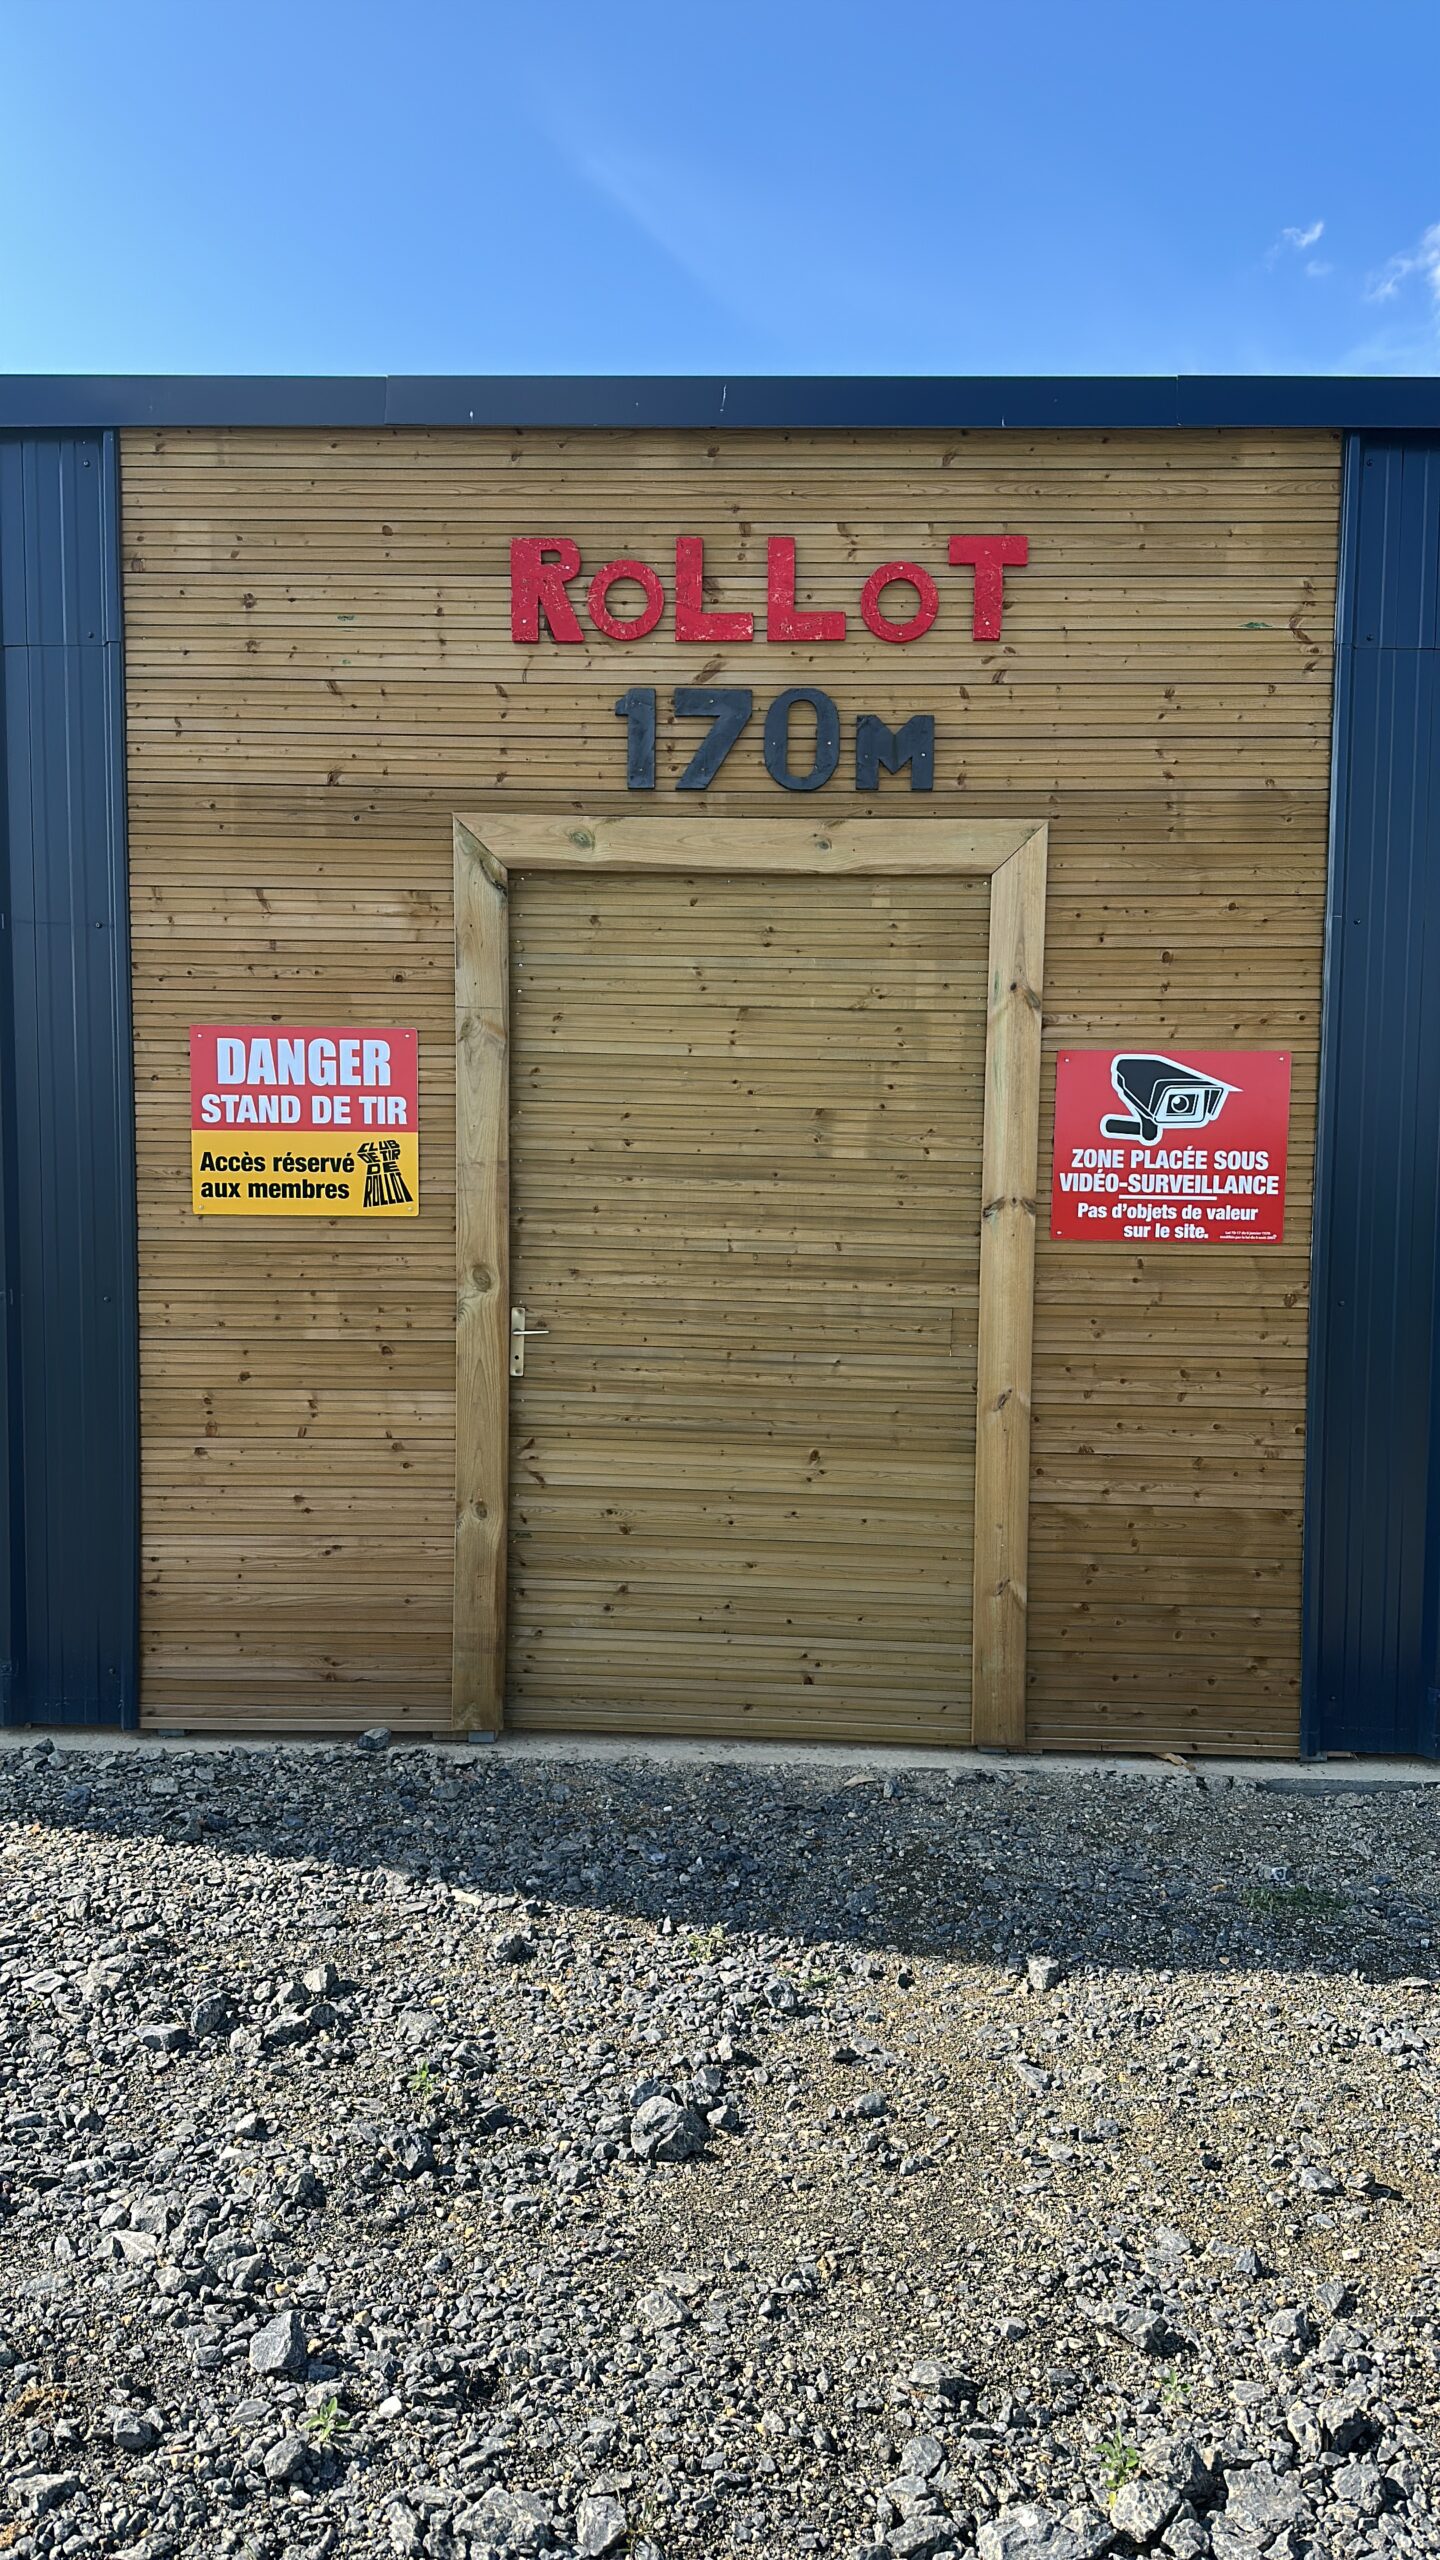 RoLLoT
170M
DANGER
STAND DE TIR
Accès réservé
aux membres
CLUB
DE TIR
DE
ROLLOT
ZONE PLACÉE SOUS
VIDÉO-SURVEILLANCE
Pas d'objets de valeur
sur le site.